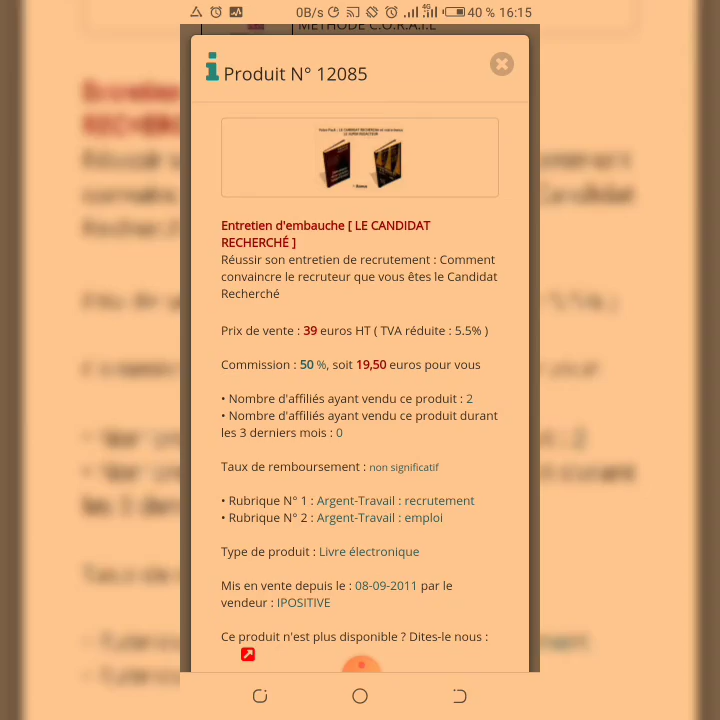 0B/s 4G 40 % 16:15
MÉTHODE C.O.R.A.I.L
Produit N° 12085
Entretien d'embauche [ LE CANDIDAT
RECHERCHÉ ]
Réussir son entretien de recrutement : Comment
convaincre le recruteur que vous êtes le Candidat
Recherché
Prix de vente : 39 euros HT ( TVA réduite : 5.5% )
Commission : 50 %, soit 19,50 euros pour vous
• Nombre d'affiliés ayant vendu ce produit : 2
• Nombre d'affiliés ayant vendu ce produit durant
les 3 derniers mois : 0
Taux de remboursement : non significatif
• Rubrique N° 1 : Argent-Travail : recrutement
• Rubrique N° 2 : Argent-Travail : emploi
Type de produit : Livre électronique
Mis en vente depuis le : 08-09-2011 par le
vendeur : IPOSITIVE
Ce produit n'est plus disponible ? Dites-le nous :